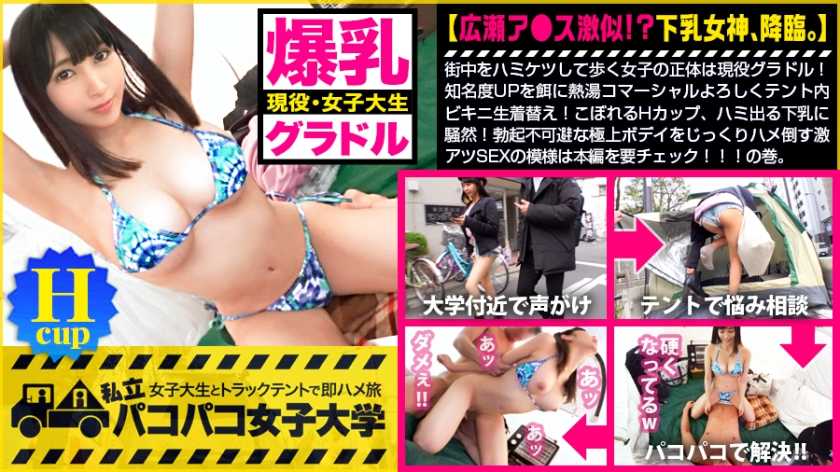 爆乳
現役・女子大生
グラドル
【広瀬ア●ス激似!?下乳女神、降臨。】
街中をハミケツして歩く女子の正体は現役グラドル!
知名度UPを餌に熱湯コマーシャルよろしくテント内
ビキニ生着替え!こぼれるHカップ、ハミ出る下乳に
騒然!勃起不可避な極上ボデイをじっくりハメ倒す激
アツSEXの模様は本編を要チェック!!!の巻。
H
cup
大学付近で声がけ
テントで悩み相談
ダメぇ!!
あッ
あッ
あッ
硬く
なってるw
パコパコで解決!!
女子大生とトラックテントで即ハメ旅
私立
パコパコ女子大学